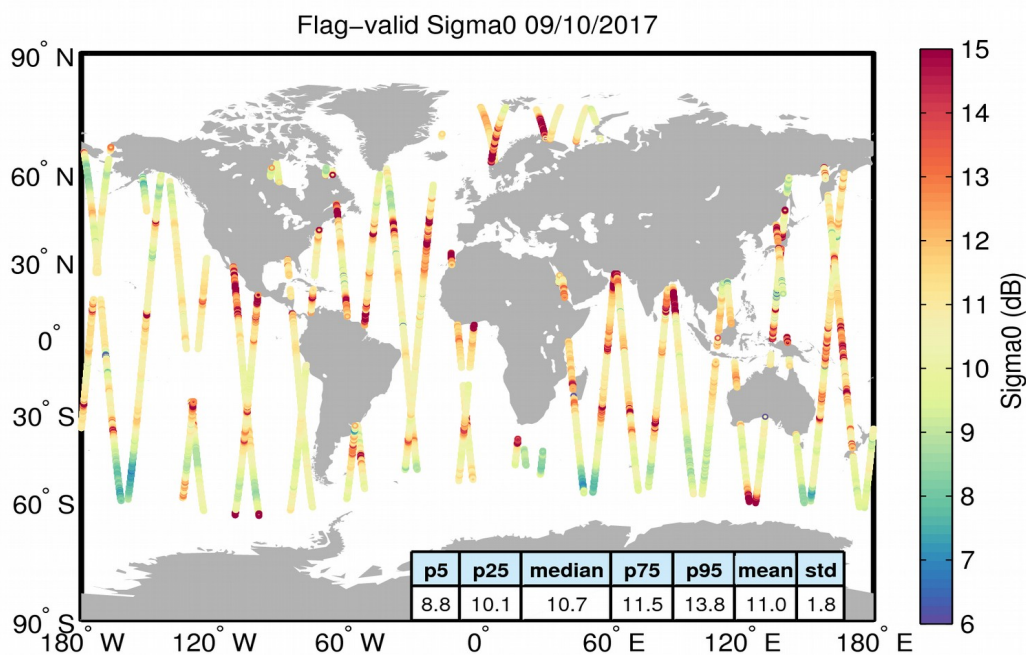 Flag−valid Sigma0 09/10/2017
90° N
60° N
30° N
0°
30° S
60° S
90° S
180° W
120° W
60° W
0°
60° E
120° E
180° E
p5 p25 median p75 p95 mean std
8.8 10.1 10.7 11.5 13.8 11.0 1.8
15
14
13
12
11
10
9
8
7
6
Sigma0 (dB)